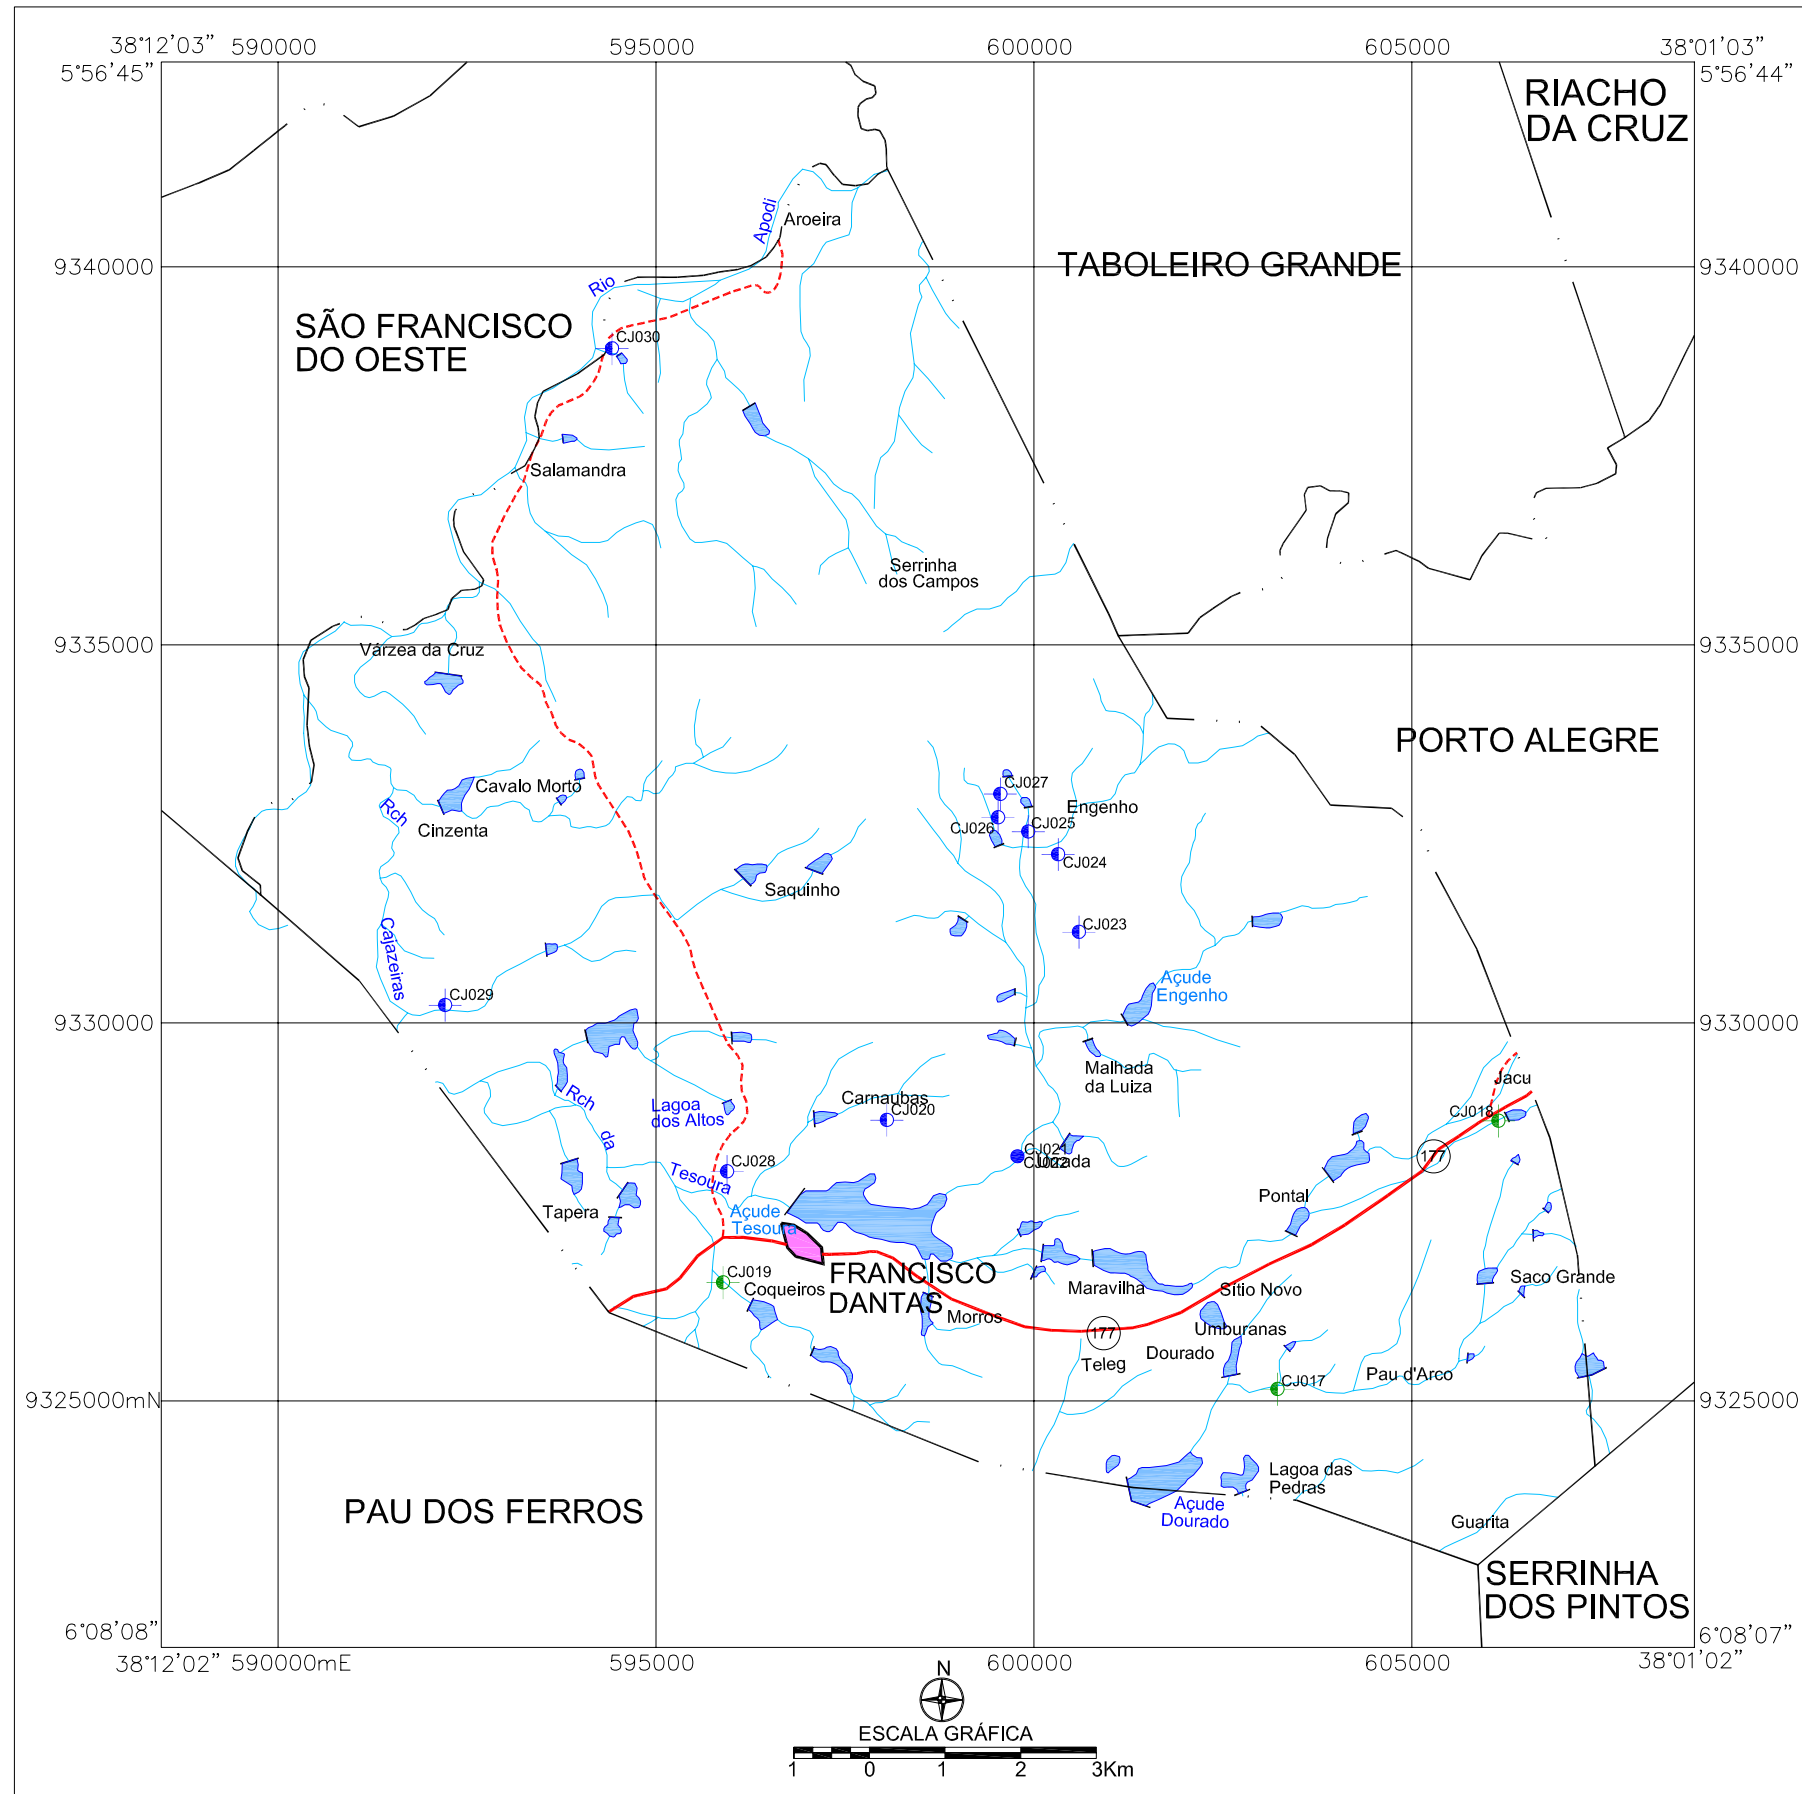 38°12'03" 590000 595000 600000 605000 38°01'03"
5°56'45" 5°56'44"
RIACHO
DA CRUZ
Apodi
Aroeira
9340000 TABOLEIRO GRANDE 9340000
Rio
SÃO FRANCISCO
DO OESTE
CJ030
Salamandra
Serrinha
dos Campos
9335000 9335000
Várzea da Cruz
PORTO ALEGRE
Cavalo Morto
CJ027
Engenho
Rch
Cinzenta
CJ026
CJ025
CJ024
Saquinho
CJ023
Cajazeiras
Açude
Engenho
CJ029
9330000 9330000
Malhada
da Luiza
Jacu
Rch
Lagoa
dos Altos
Carnaubas
CJ020
CJ018
da
CJ021
CJ022
177
CJ028
Tesoura
Pontal
Tapera
Açude
Tesoura
CJ019
Coqueiros
FRANCISCO
DANTAS
Maravilha
Sítio Novo
Saco Grande
Morros
Umburanas
177
Teleg
Dourado
Pau d'Arco
CJ017
9325000mN 9325000
Lagoa das
Pedras
Açude
Dourado
PAU DOS FERROS
Guarita
SERRINHA
DOS PINTOS
6°08'08" 6°08'07"
38°12'02" 590000mE 595000 600000 605000 38°01'02"
N
ESCALA GRÁFICA
1 0 1 2 3Km